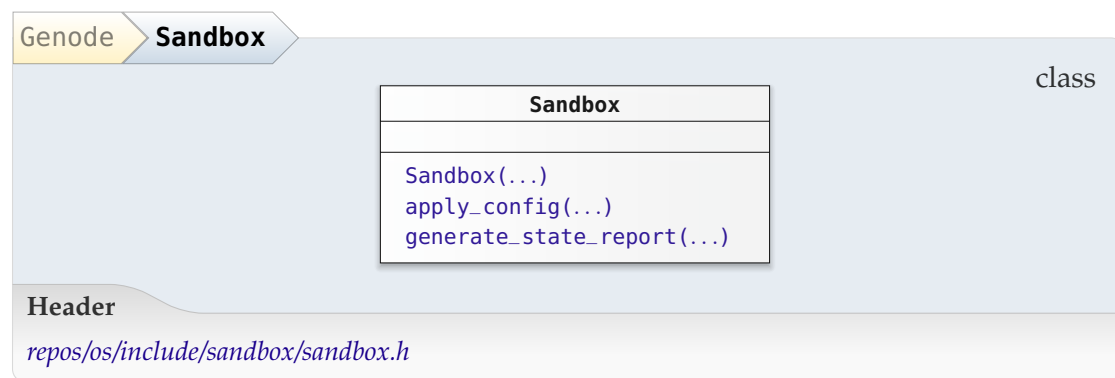 Genode Sandbox
class
Sandbox
Sandbox(...)
apply_config(...)
generate_state_report(...)
Header
repos/os/include/sandbox/sandbox.h